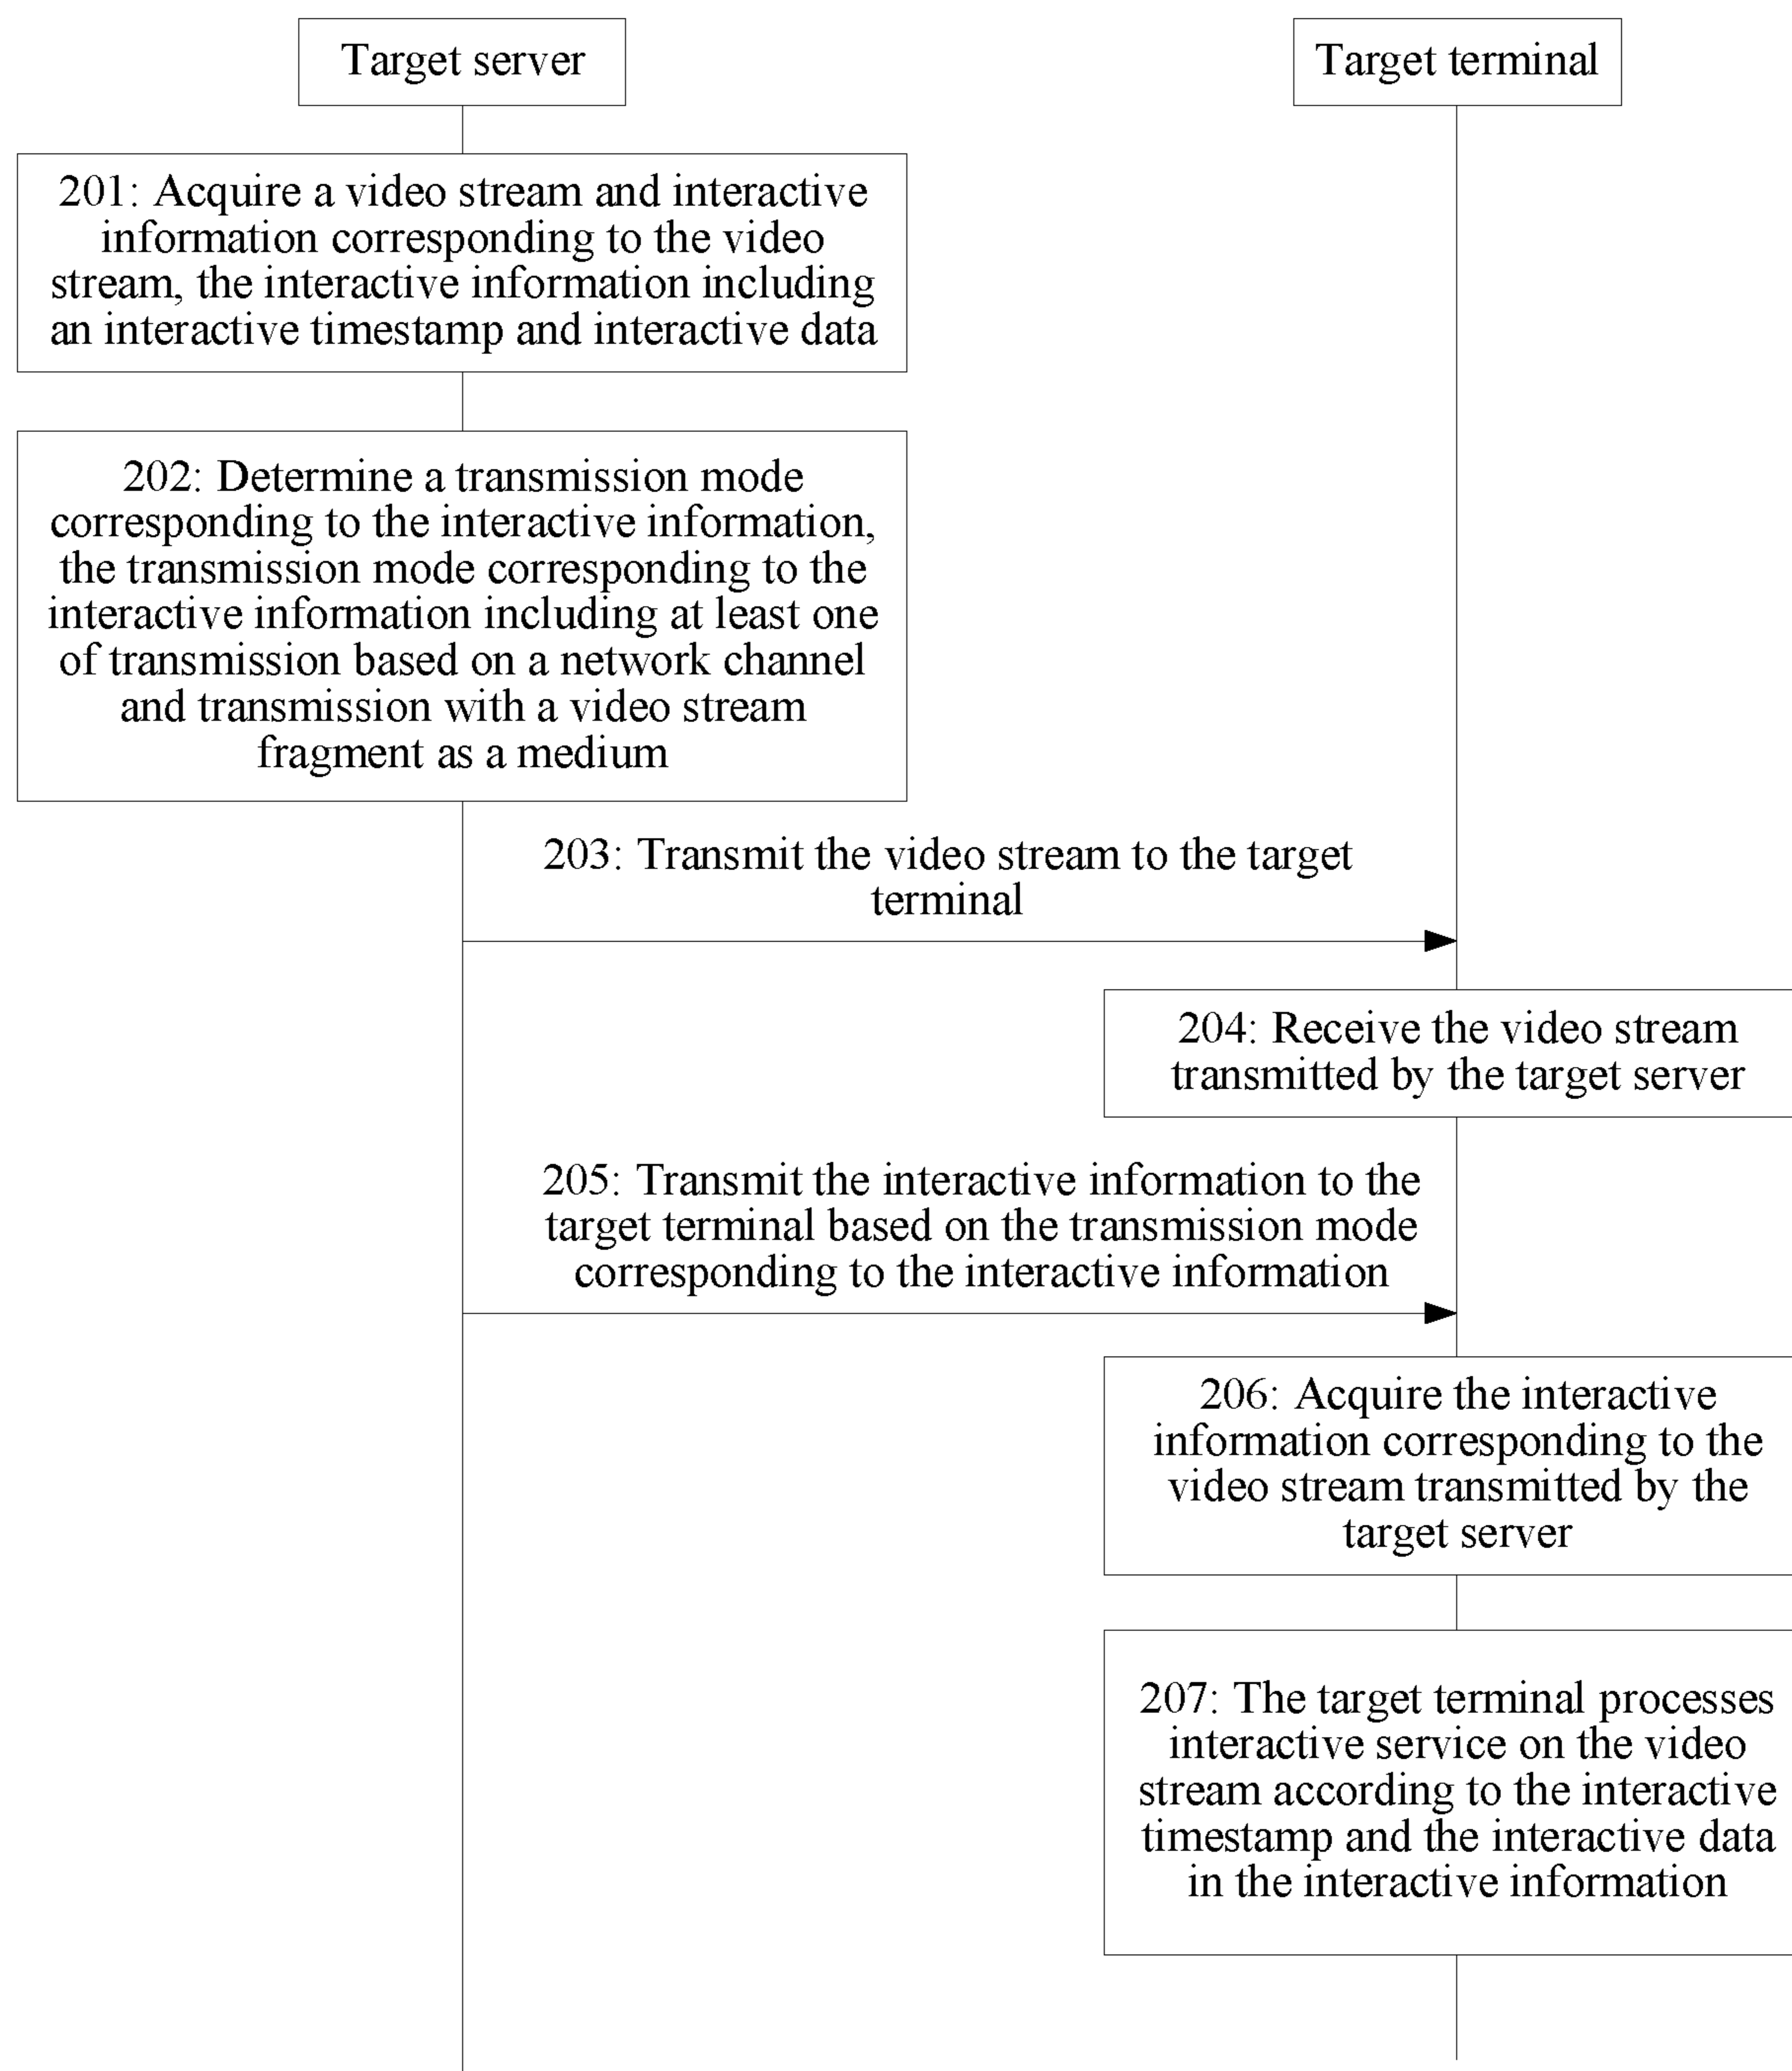 Target server
Target terminal
201: Acquire a video stream and interactive
information corresponding to the video
stream, the interactive information including
an interactive timestamp and interactive data
202: Determine a transmission mode
corresponding to the interactive information,
the transmission mode corresponding to the
interactive information including at least one
of transmission based on a network channel
and transmission with a video stream
fragment as a medium
203: Transmit the video stream to the target
terminal
204: Receive the video stream
transmitted by the target server
205: Transmit the interactive information to the
target terminal based on the transmission mode
corresponding to the interactive information
206: Acquire the interactive
information corresponding to the
video stream transmitted by the
target server
207: The target terminal processes
interactive service on the video
stream according to the interactive
timestamp and the interactive data
in the interactive information